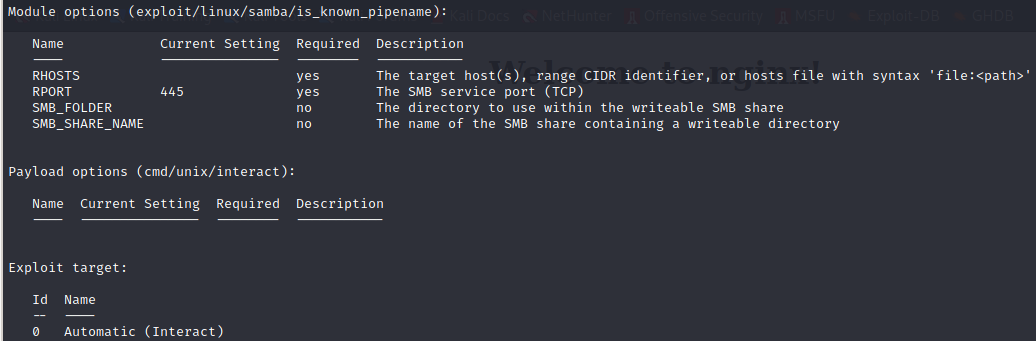 Module options (exploit/linux/samba/is_known_pipename):
Kali Docs NetHunter Offensive Security MSFU Exploit-DB GHDB
Name Current Setting Required Description
---- --------------- -------- -----------
Welcome to nginx!
RHOSTS yes The target host(s), range CIDR identifier, or hosts file with syntax 'file:<path>'
RPORT 445 yes The SMB service port (TCP)
SMB_FOLDER no The directory to use within the writeable SMB share
SMB_SHARE_NAME no The name of the SMB share containing a writeable directory
Payload options (cmd/unix/interact):
Name Current Setting Required Description
---- --------------- -------- -----------
Exploit target:
Id Name
-- ----
0 Automatic (Interact)